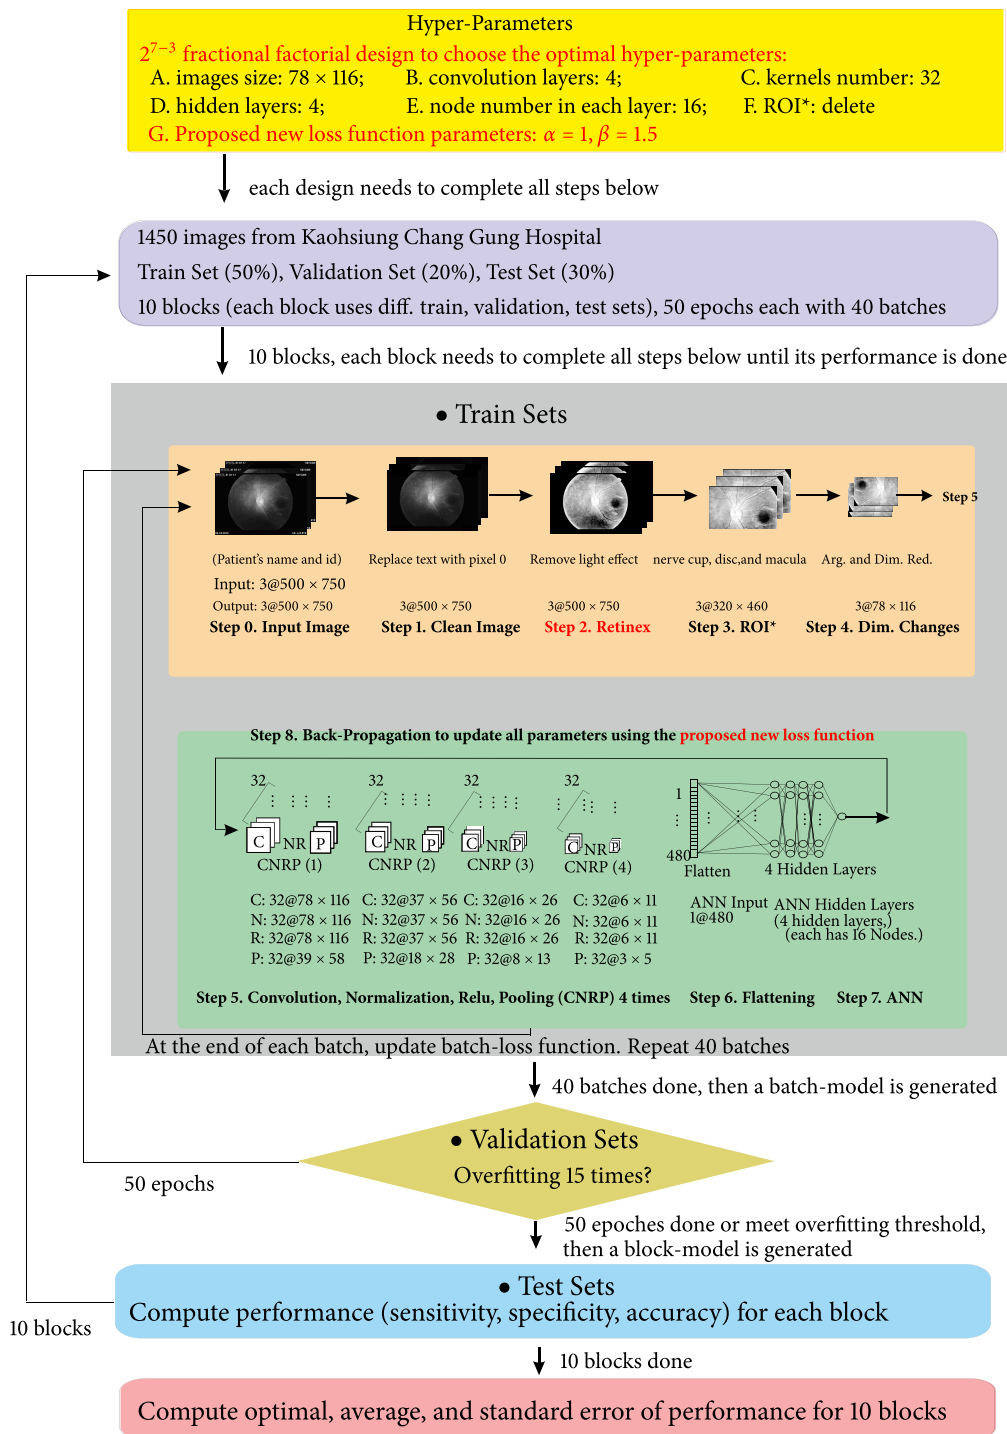 Hyper-Parameters
2^{7−3} fractional factorial design to choose the optimal hyper-parameters:
A. images size: 78 × 116; B. convolution layers: 4; C. kernels number: 32
D. hidden layers: 4; E. node number in each layer: 16; F. ROI*: delete
G. Proposed new loss function parameters: α = 1, β = 1.5
each design needs to complete all steps below
1450 images from Kaohsiung Chang Gung Hospital
Train Set (50%), Validation Set (20%), Test Set (30%)
10 blocks (each block uses diff. train, validation, test sets), 50 epochs each with 40 batches
10 blocks, each block needs to complete all steps below until its performance is done
• Train Sets
Step 5
(Patient's name and id) Replace text with pixel 0 Remove light effect nerve cup, disc,and macula Arg. and Dim. Red.
Input: 3@500 × 750
Output: 3@500 × 750 3@500 × 750 3@500 × 750 3@320 × 460 3@78 × 116
Step 0. Input Image Step 1. Clean Image Step 2. Retinex Step 3. ROI* Step 4. Dim. Changes
Step 8. Back-Propagation to update all parameters using the proposed new loss function
32 32 32 32
1
C NR P C NR P C NR P C NR P
480
CNRP (1) CNRP (2) CNRP (3) CNRP (4) Flatten 4 Hidden Layers
C: 32@78 × 116 C: 32@37 × 56 C: 32@16 × 26 C: 32@6 × 11 ANN Input ANN Hidden Layers
N: 32@78 × 116 N: 32@37 × 56 N: 32@16 × 26 N: 32@6 × 11 1@480 (4 hidden layers,)
R: 32@78 × 116 R: 32@37 × 56 R: 32@16 × 26 R: 32@6 × 11 (each has 16 Nodes.)
P: 32@39 × 58 P: 32@18 × 28 P: 32@8 × 13 P: 32@3 × 5
Step 5. Convolution, Normalization, Relu, Pooling (CNRP) 4 times Step 6. Flattening Step 7. ANN
At the end of each batch, update batch-loss function. Repeat 40 batches
40 batches done, then a batch-model is generated
• Validation Sets
Overfitting 15 times?
50 epochs
50 epoches done or meet overfitting threshold,
then a block-model is generated
• Test Sets
Compute performance (sensitivity, specificity, accuracy) for each block
10 blocks
10 blocks done
Compute optimal, average, and standard error of performance for 10 blocks